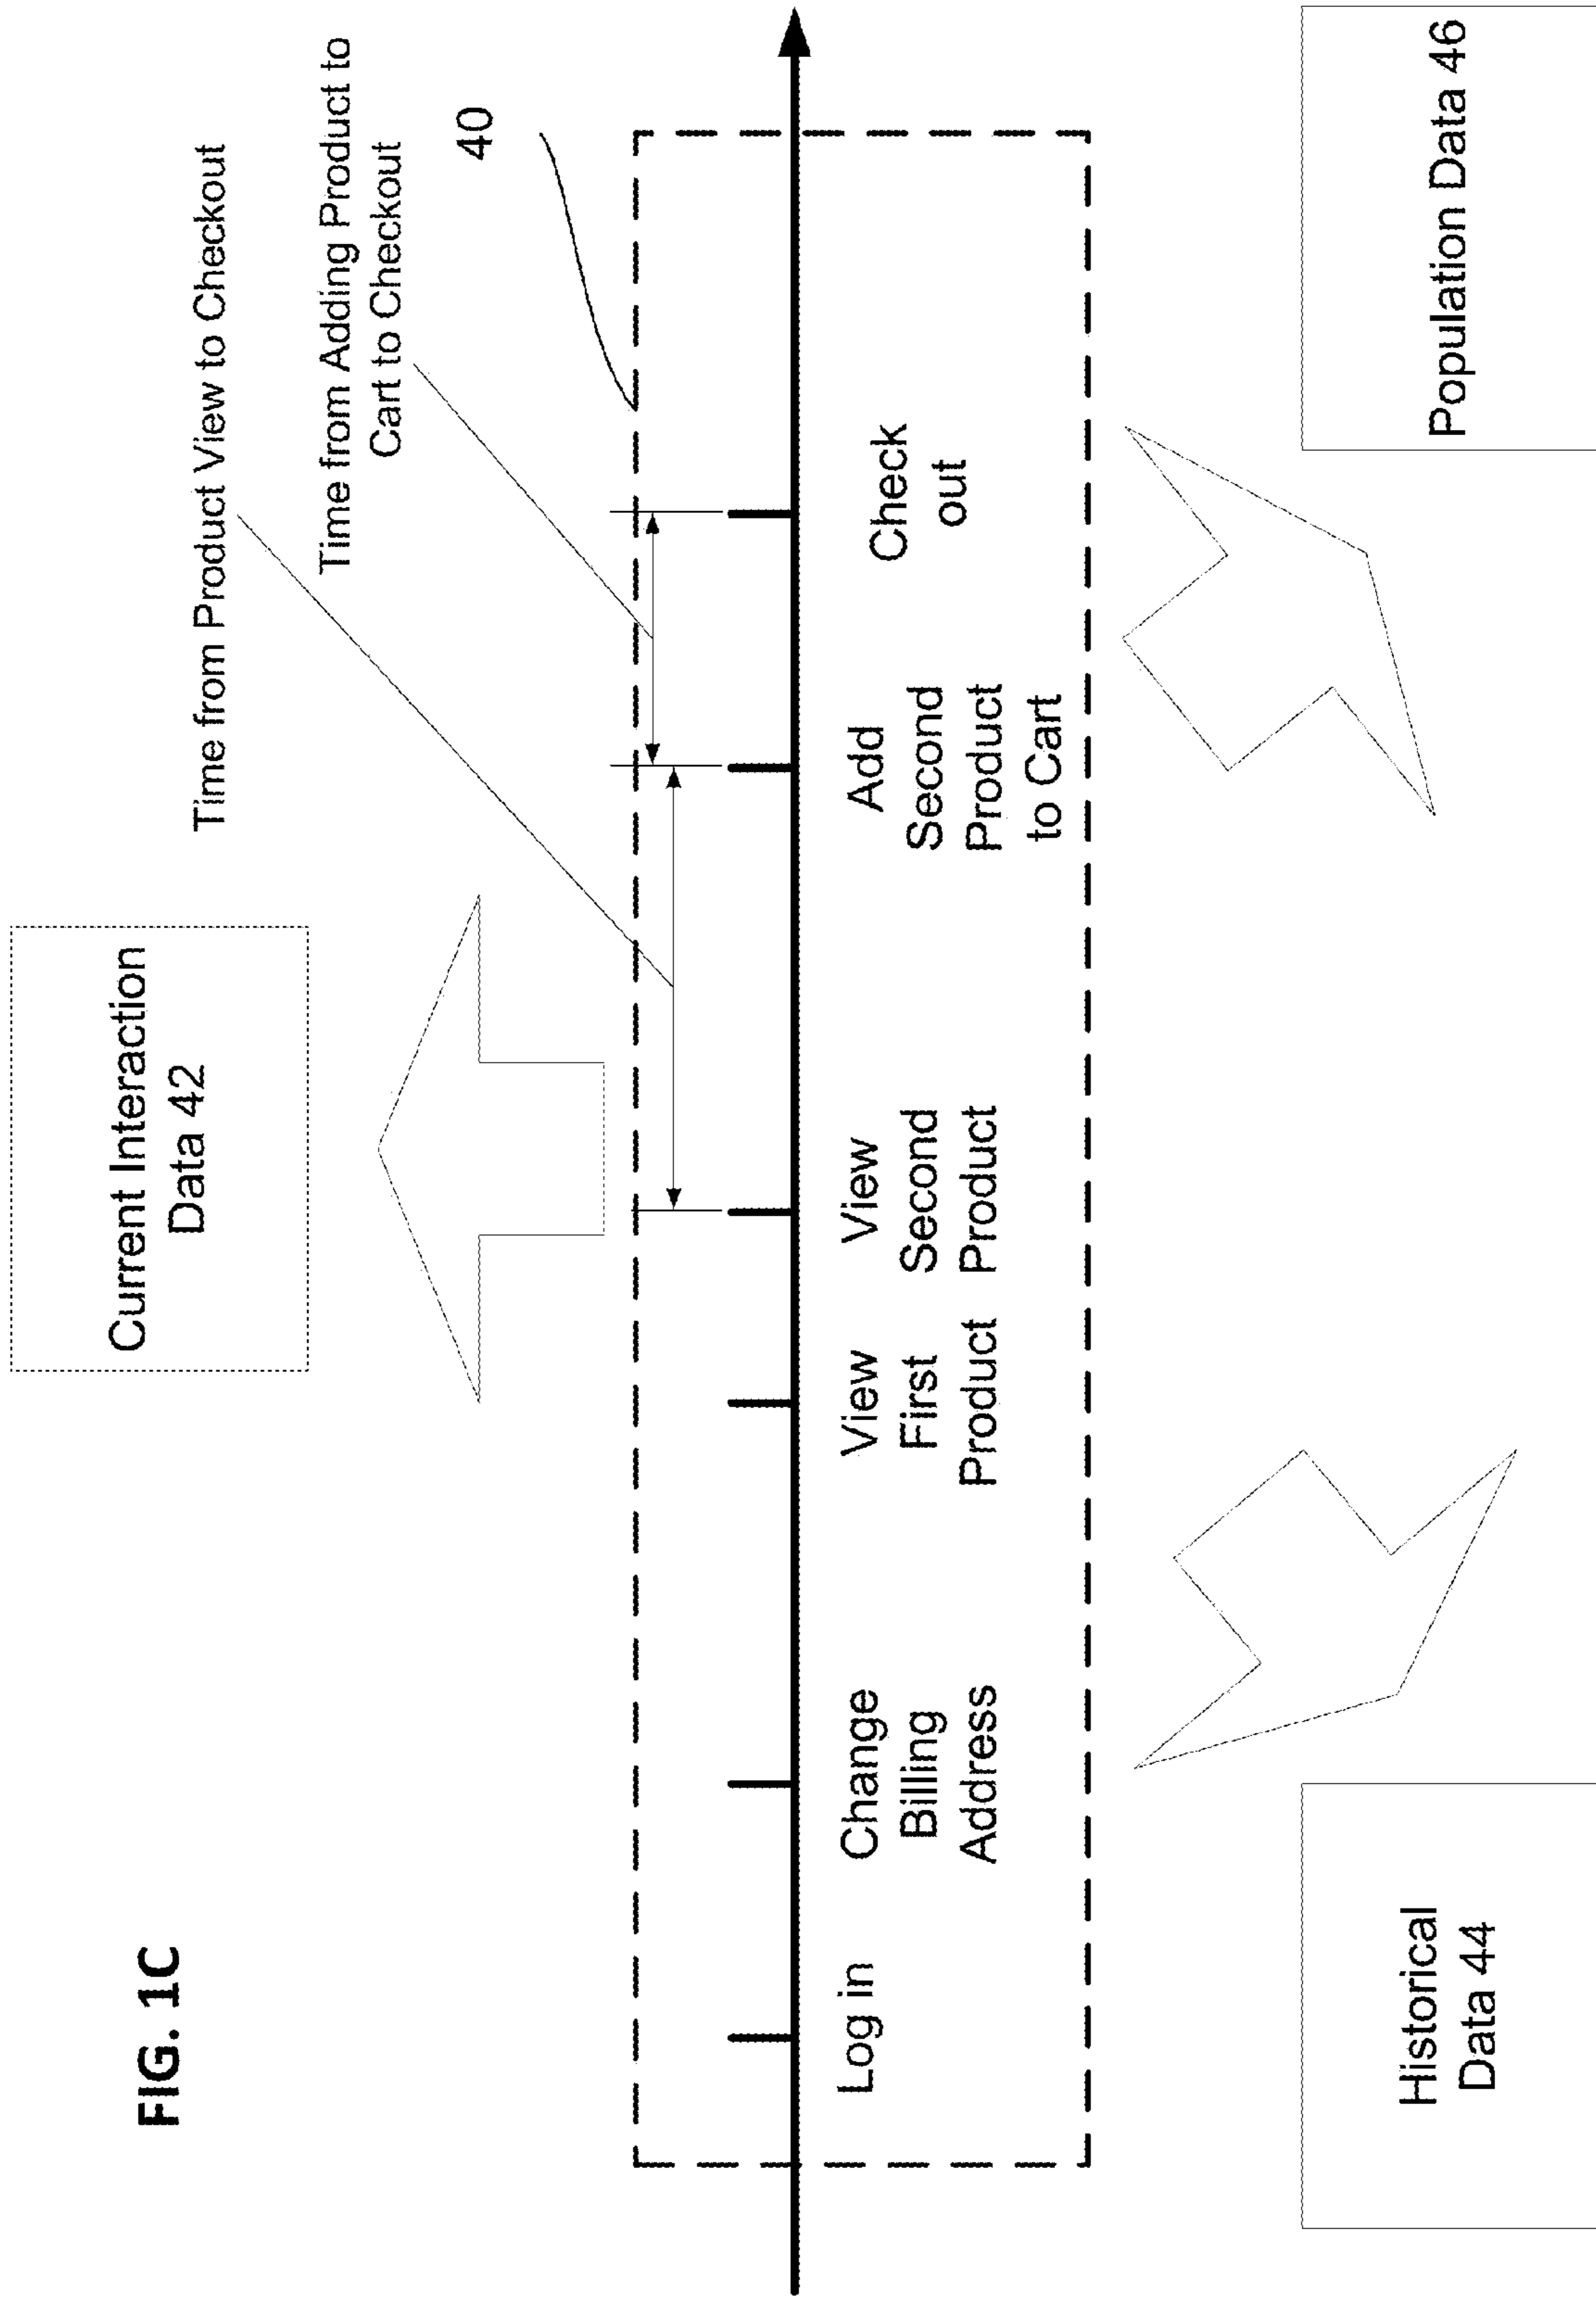 FIG. 1C
Current Interaction
Data 42
Time from Product View to Checkout
Time from Adding Product to
Cart to Checkout
40
Log in
Change
Billing
Address
View
First
Product
View
Second
Product
Add
Second
Product
to Cart
Check
out
Historical
Data 44
Population Data 46